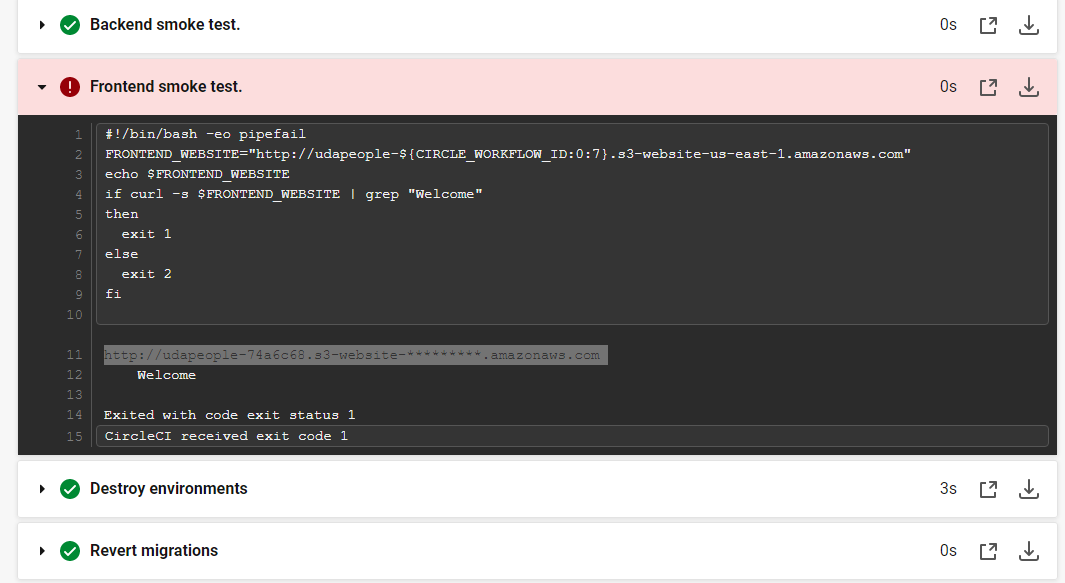 Backend smoke test.
0s
Frontend smoke test.
0s
1 #!/bin/bash -eo pipefail
2 FRONTEND_WEBSITE="http://udapeople-${CIRCLE_WORKFLOW_ID:0:7}.s3-website-us-east-1.amazonaws.com"
3 echo $FRONTEND_WEBSITE
4 if curl -s $FRONTEND_WEBSITE | grep "Welcome"
5 then
6   exit 1
7 else
8   exit 2
9 fi
10
11 http://udapeople-74a6c68.s3-website-*********.amazonaws.com
12     Welcome
13
14 Exited with code exit status 1
15 CircleCI received exit code 1
Destroy environments
3s
Revert migrations
0s